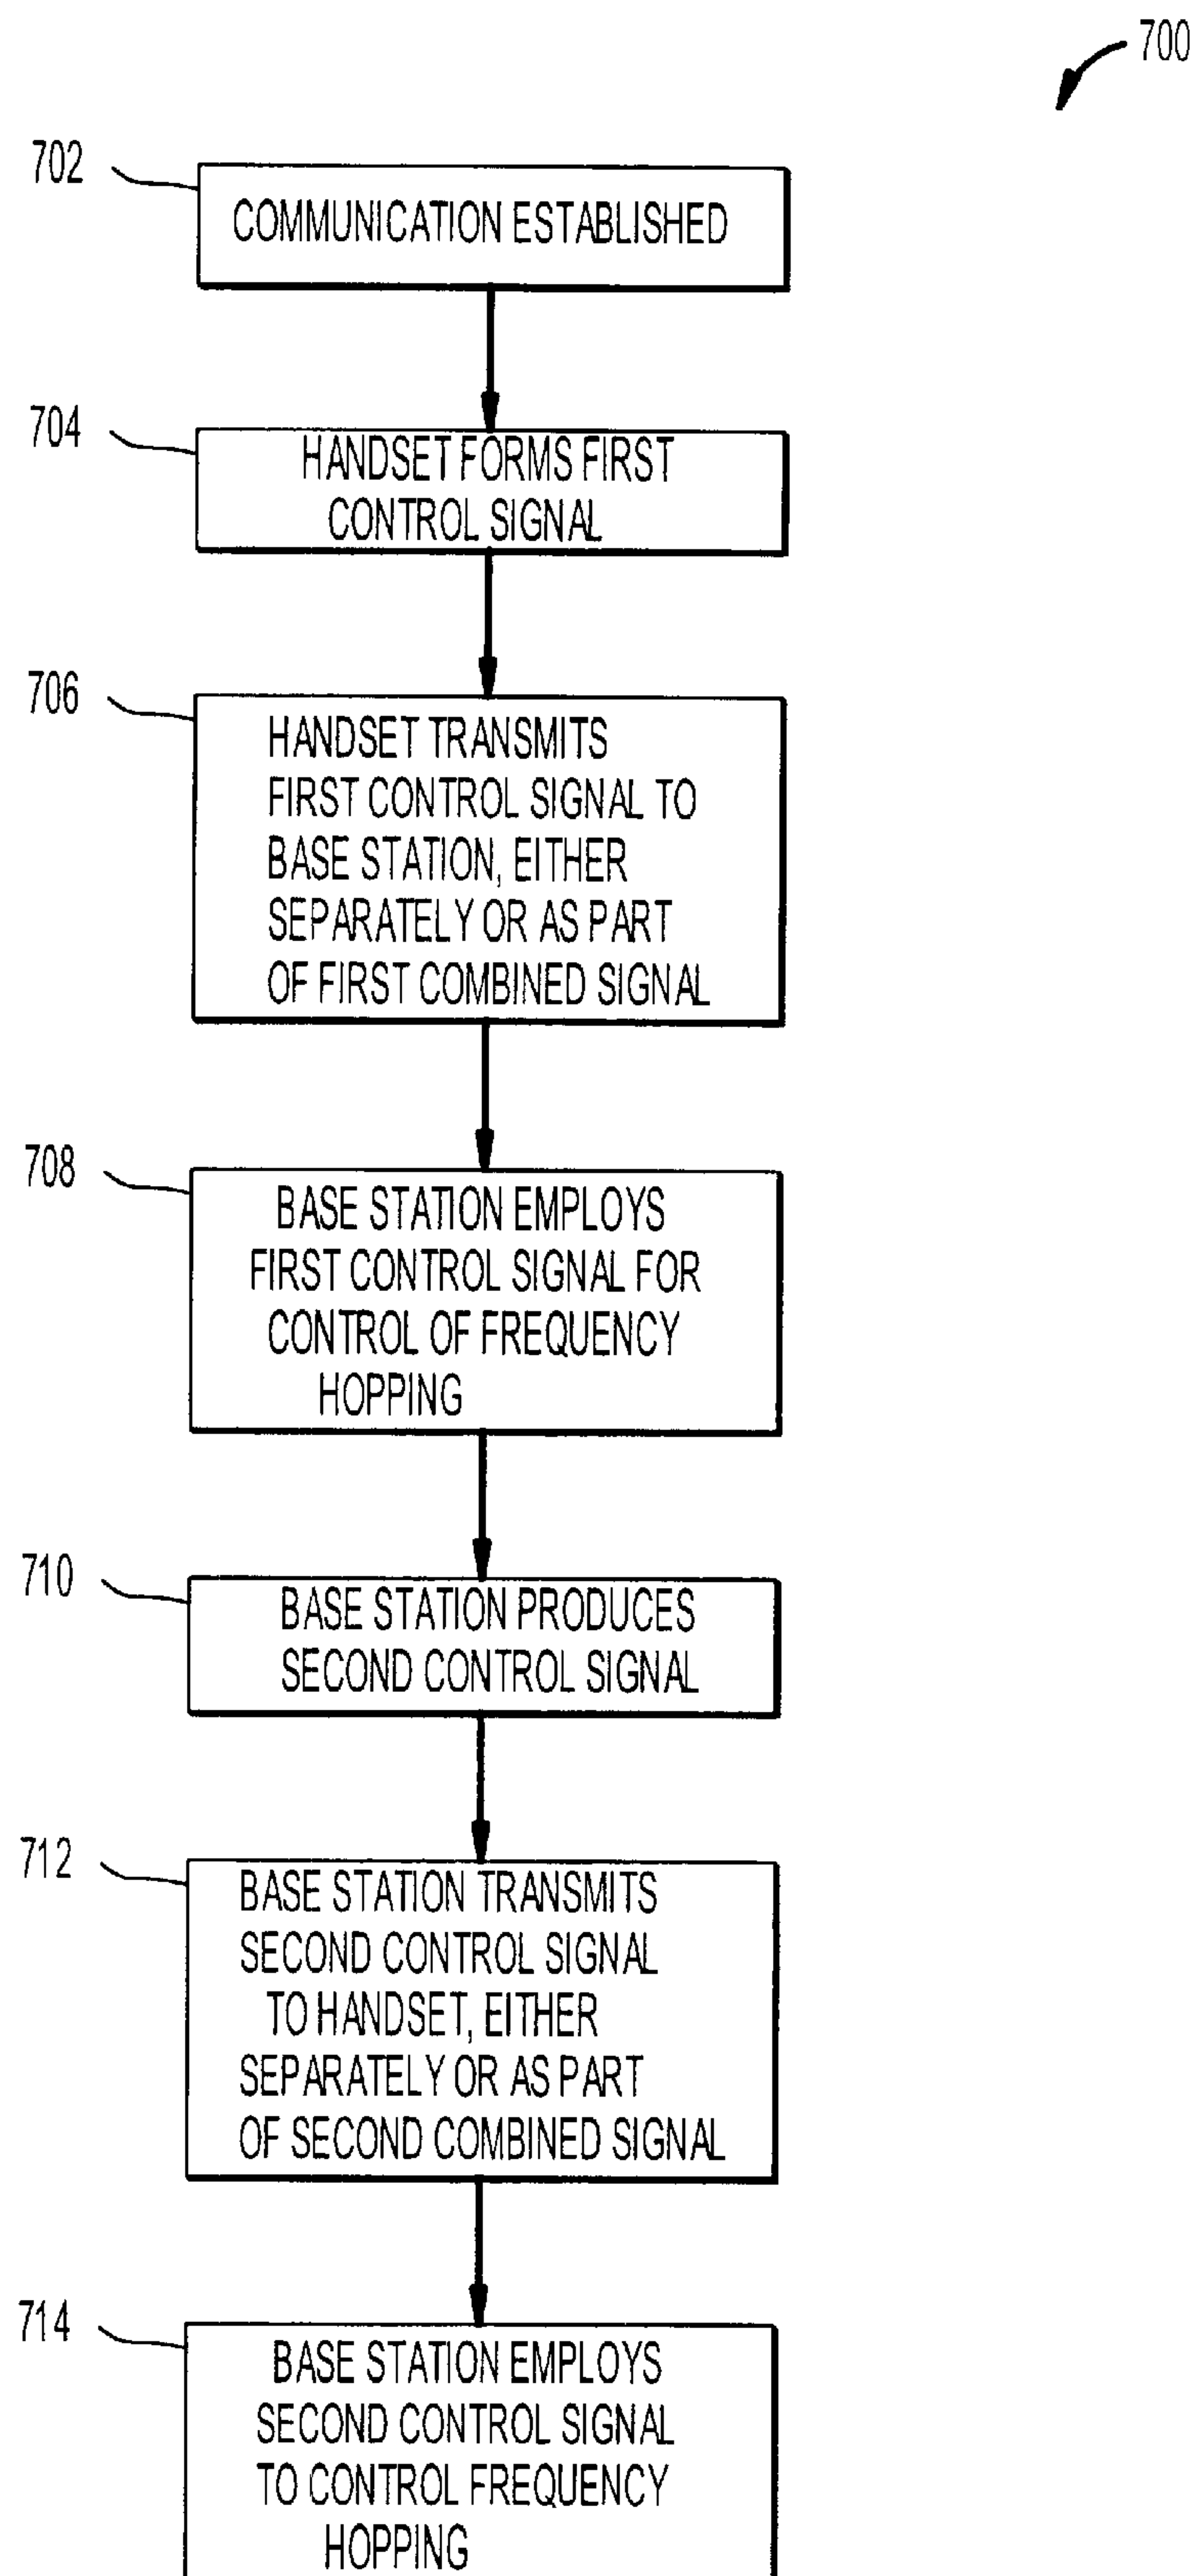 700
702
COMMUNICATION ESTABLISHED
704
HANDSET FORMS FIRST
CONTROL SIGNAL
706
HANDSET TRANSMITS
FIRST CONTROL SIGNAL TO
BASE STATION, EITHER
SEPARATELY OR AS PART
OF FIRST COMBINED SIGNAL
708
BASE STATION EMPLOYS
FIRST CONTROL SIGNAL FOR
CONTROL OF FREQUENCY
HOPPING
710
BASE STATION PRODUCES
SECOND CONTROL SIGNAL
712
BASE STATION TRANSMITS
SECOND CONTROL SIGNAL
TO HANDSET, EITHER
SEPARATELY OR AS PART
OF SECOND COMBINED SIGNAL
714
BASE STATION EMPLOYS
SECOND CONTROL SIGNAL
TO CONTROL FREQUENCY
HOPPING